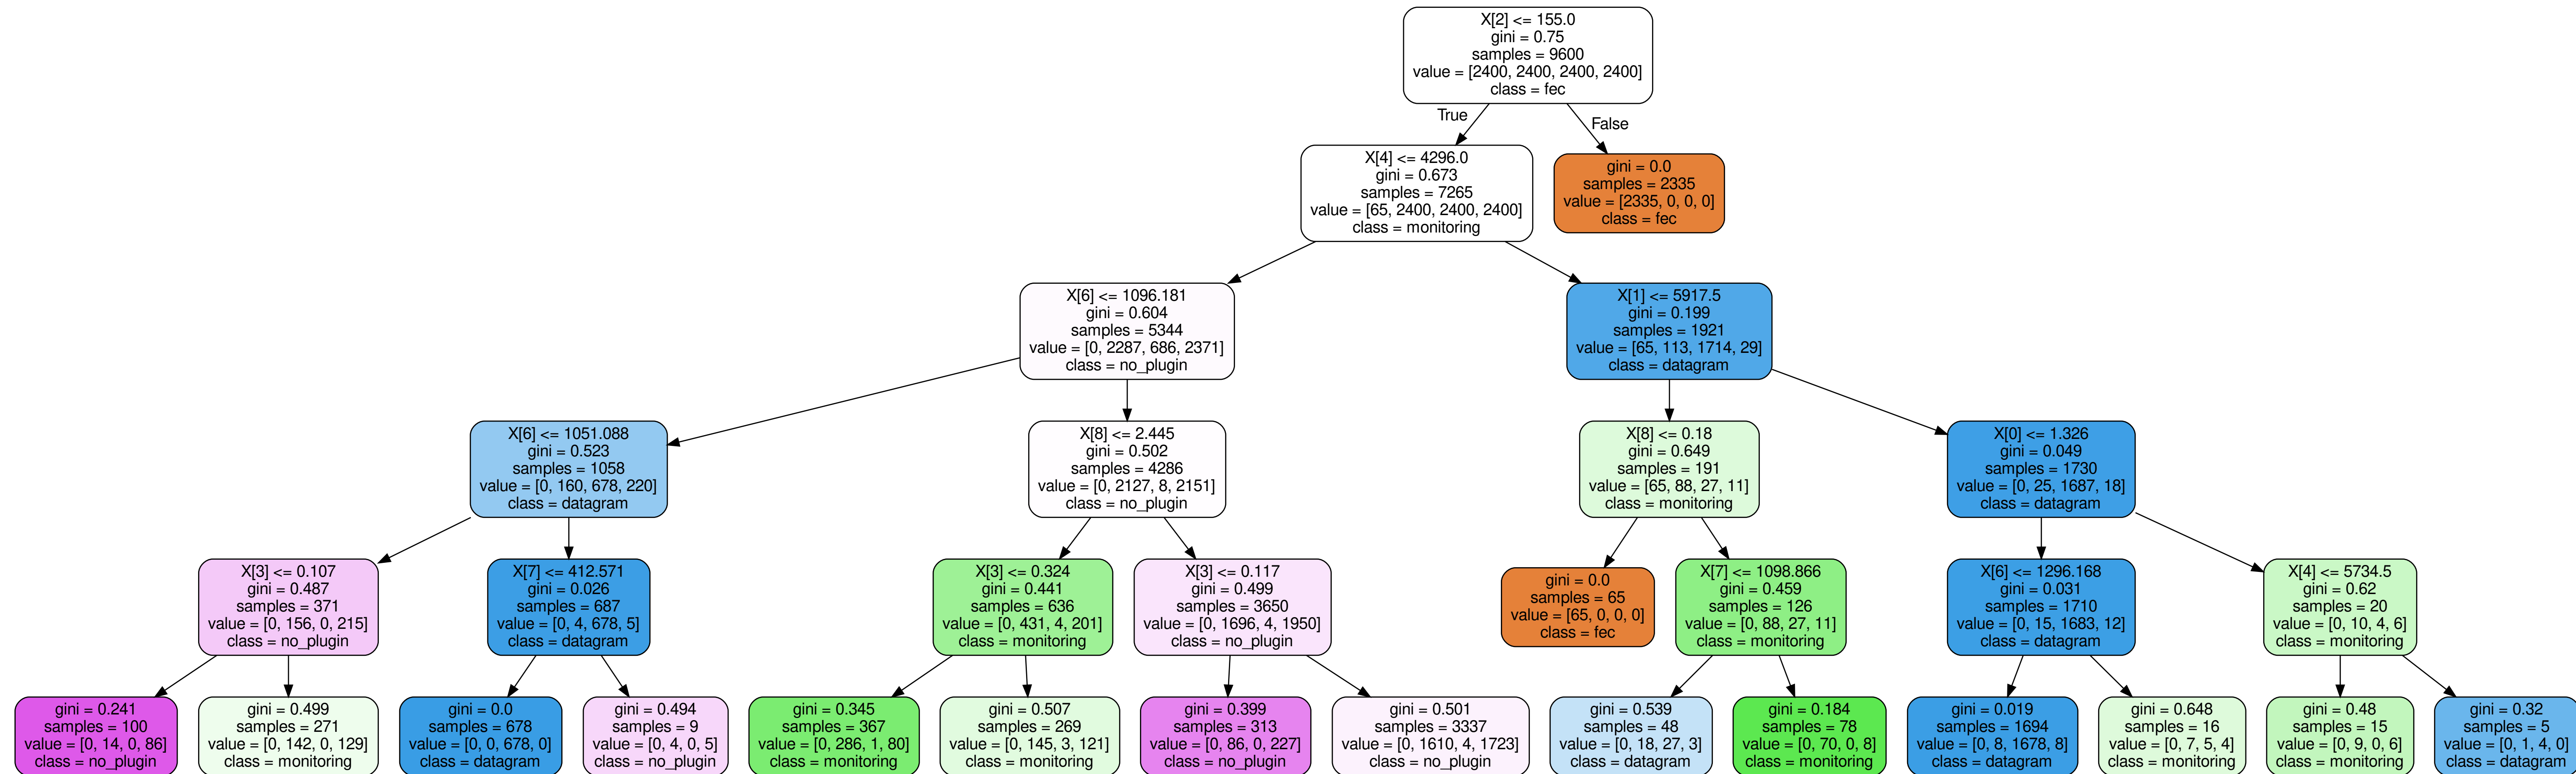 X[2] <= 155.0
gini = 0.75
samples = 9600
value = [2400, 2400, 2400, 2400]
class = fec
True
False
X[4] <= 4296.0
gini = 0.673
samples = 7265
value = [65, 2400, 2400, 2400]
class = monitoring
gini = 0.0
samples = 2335
value = [2335, 0, 0, 0]
class = fec
X[6] <= 1096.181
gini = 0.604
samples = 5344
value = [0, 2287, 686, 2371]
class = no_plugin
X[1] <= 5917.5
gini = 0.199
samples = 1921
value = [65, 113, 1714, 29]
class = datagram
X[6] <= 1051.088
gini = 0.523
samples = 1058
value = [0, 160, 678, 220]
class = datagram
X[8] <= 2.445
gini = 0.502
samples = 4286
value = [0, 2127, 8, 2151]
class = no_plugin
X[8] <= 0.18
gini = 0.649
samples = 191
value = [65, 88, 27, 11]
class = monitoring
X[0] <= 1.326
gini = 0.049
samples = 1730
value = [0, 25, 1687, 18]
class = datagram
X[3] <= 0.107
gini = 0.487
samples = 371
value = [0, 156, 0, 215]
class = no_plugin
X[7] <= 412.571
gini = 0.026
samples = 687
value = [0, 4, 678, 5]
class = datagram
X[3] <= 0.324
gini = 0.441
samples = 636
value = [0, 431, 4, 201]
class = monitoring
X[3] <= 0.117
gini = 0.499
samples = 3650
value = [0, 1696, 4, 1950]
class = no_plugin
gini = 0.0
samples = 65
value = [65, 0, 0, 0]
class = fec
X[7] <= 1098.866
gini = 0.459
samples = 126
value = [0, 88, 27, 11]
class = monitoring
X[6] <= 1296.168
gini = 0.031
samples = 1710
value = [0, 15, 1683, 12]
class = datagram
X[4] <= 5734.5
gini = 0.62
samples = 20
value = [0, 10, 4, 6]
class = monitoring
gini = 0.241
samples = 100
value = [0, 14, 0, 86]
class = no_plugin
gini = 0.499
samples = 271
value = [0, 142, 0, 129]
class = monitoring
gini = 0.0
samples = 678
value = [0, 0, 678, 0]
class = datagram
gini = 0.494
samples = 9
value = [0, 4, 0, 5]
class = no_plugin
gini = 0.345
samples = 367
value = [0, 286, 1, 80]
class = monitoring
gini = 0.507
samples = 269
value = [0, 145, 3, 121]
class = monitoring
gini = 0.399
samples = 313
value = [0, 86, 0, 227]
class = no_plugin
gini = 0.501
samples = 3337
value = [0, 1610, 4, 1723]
class = no_plugin
gini = 0.539
samples = 48
value = [0, 18, 27, 3]
class = datagram
gini = 0.184
samples = 78
value = [0, 70, 0, 8]
class = monitoring
gini = 0.019
samples = 1694
value = [0, 8, 1678, 8]
class = datagram
gini = 0.648
samples = 16
value = [0, 7, 5, 4]
class = monitoring
gini = 0.48
samples = 15
value = [0, 9, 0, 6]
class = monitoring
gini = 0.32
samples = 5
value = [0, 1, 4, 0]
class = datagram